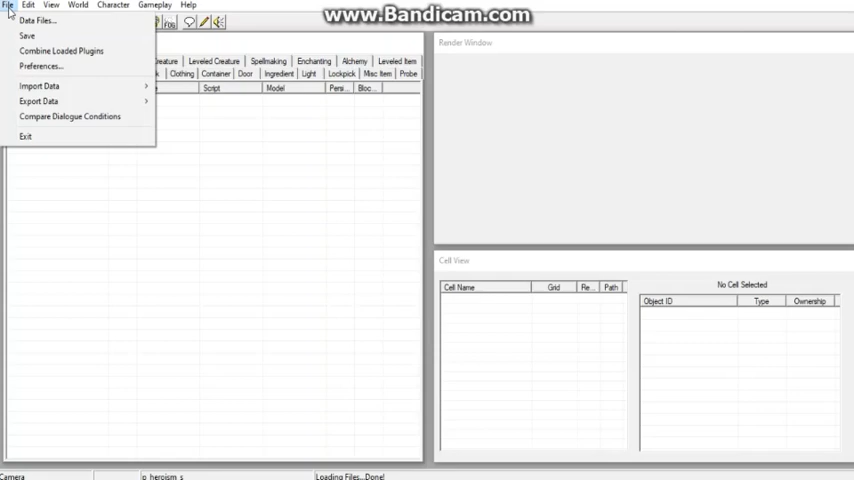 www.Bandicam.com
File Edit View World Character Gameplay Help
Data Files...
Save
Combine Loaded Plugins
Preferences...
Import Data
Export Data
Compare Dialogue Conditions
Exit
FOG
Leveled Creature Spellmaking Enchanting Alchemy Leveled Item
Clothing Container Door Ingredient Light Lockpick Misc Item Probe
Script Model Persi... Bloc...
Render Window
Cell View
Cell Name Grid Re... Path
No Cell Selected
Object ID Type Ownership
Camera p_heroism_s Loading Files...Done!